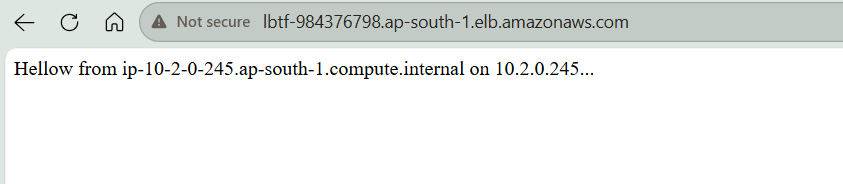 Not secure lbtf-984376798.ap-south-1.elb.amazonaws.com
Hellow from ip-10-2-0-245.ap-south-1.compute.internal on 10.2.0.245...